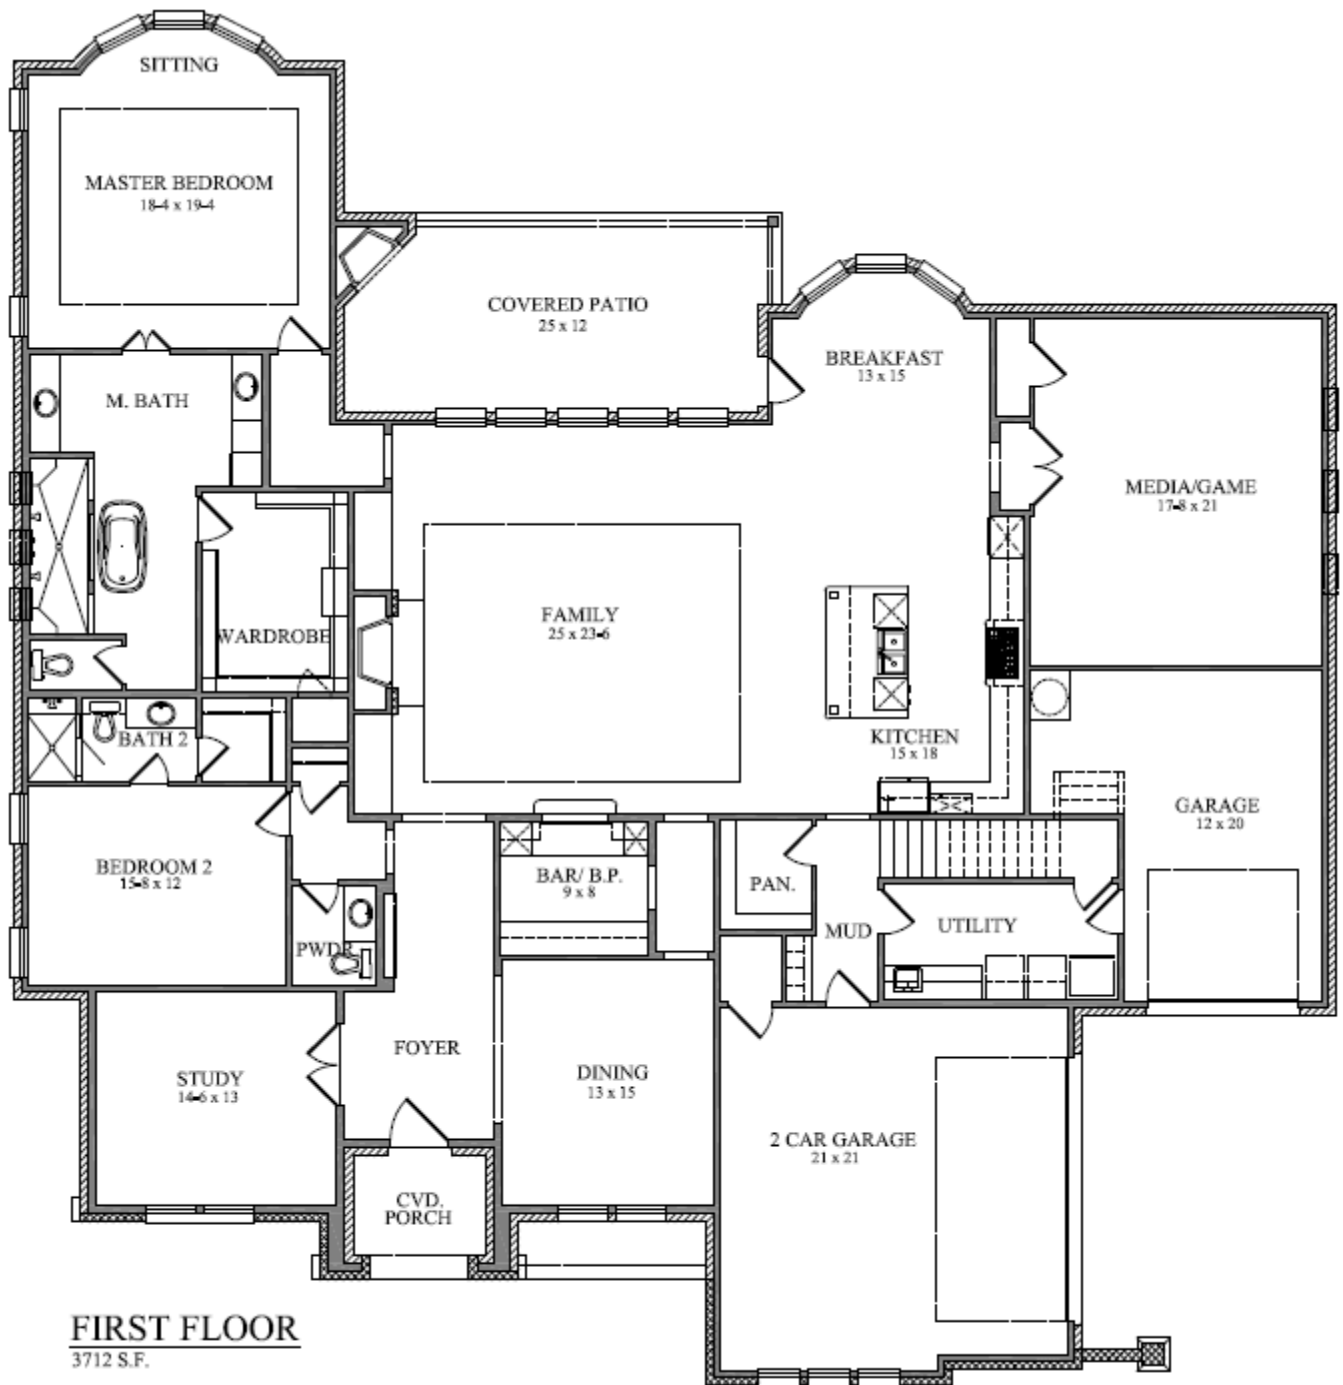 SITTING
MASTER BEDROOM
18-4 x 19-4
COVERED PATIO
25 x 12
BREAKFAST
13 x 15
M. BATH
MEDIA/GAME
17-8 x 21
FAMILY
25 x 23-6
WARDROBE
KITCHEN
15 x 18
BATH 2
GARAGE
12 x 20
BEDROOM 2
15-8 x 12
BAR/ B.P.
9 x 8
PAN.
MUD
UTILITY
PWDR
FOYER
STUDY
14-6 x 13
DINING
13 x 15
2 CAR GARAGE
21 x 21
CVD.
PORCH
FIRST FLOOR
3712 S.F.